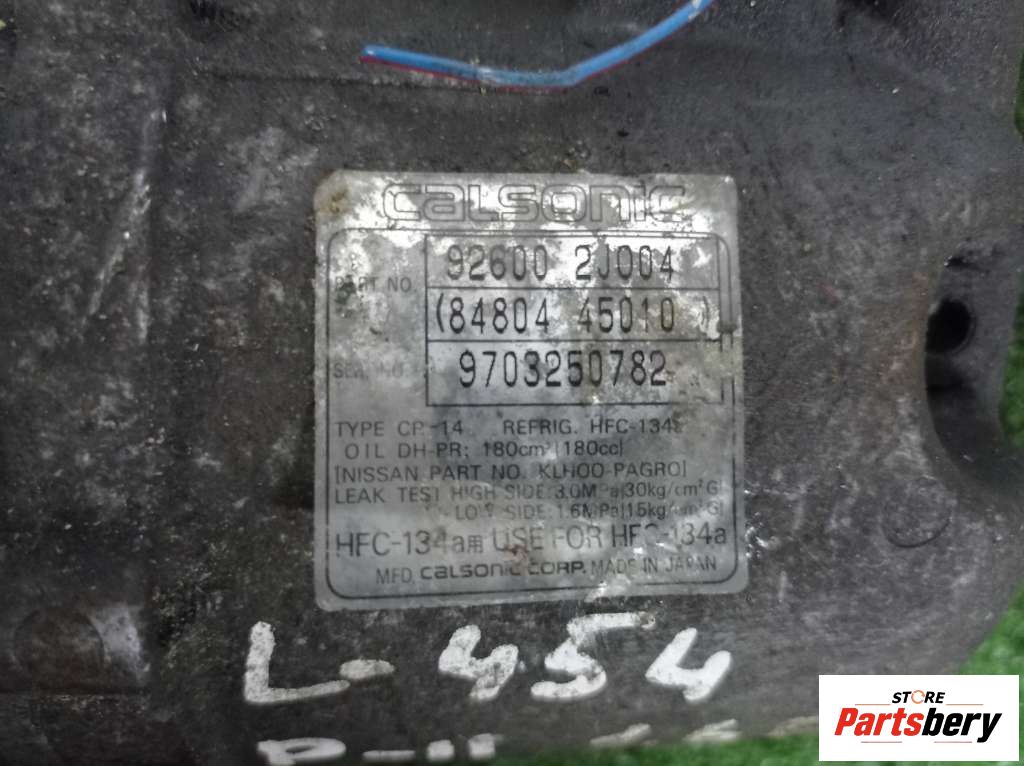 calsonic
PART NO. 92600 2J004
(84804 45010 )
9703250782
TYPE CR-14 REFRIG. HFC-134a
OIL DH-PR; 180cm³(180cc)
[NISSAN PART NO. KLH00-PAGR0]
LEAK TEST HIGH SIDE:3.0MPa[30kg/cm²G]
LOW SIDE:1.6MPa[15kg/cm²G]
HFC-134a用 USE FOR HFC-134a
MFD. calsonic CORP. MADE IN JAPAN
L-454
STORE
Partsbery